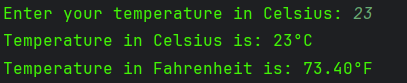 Enter your temperature in Celsius: 23
Temperature in Celsius is: 23°C
Temperature in Fahrenheit is: 73.40°F